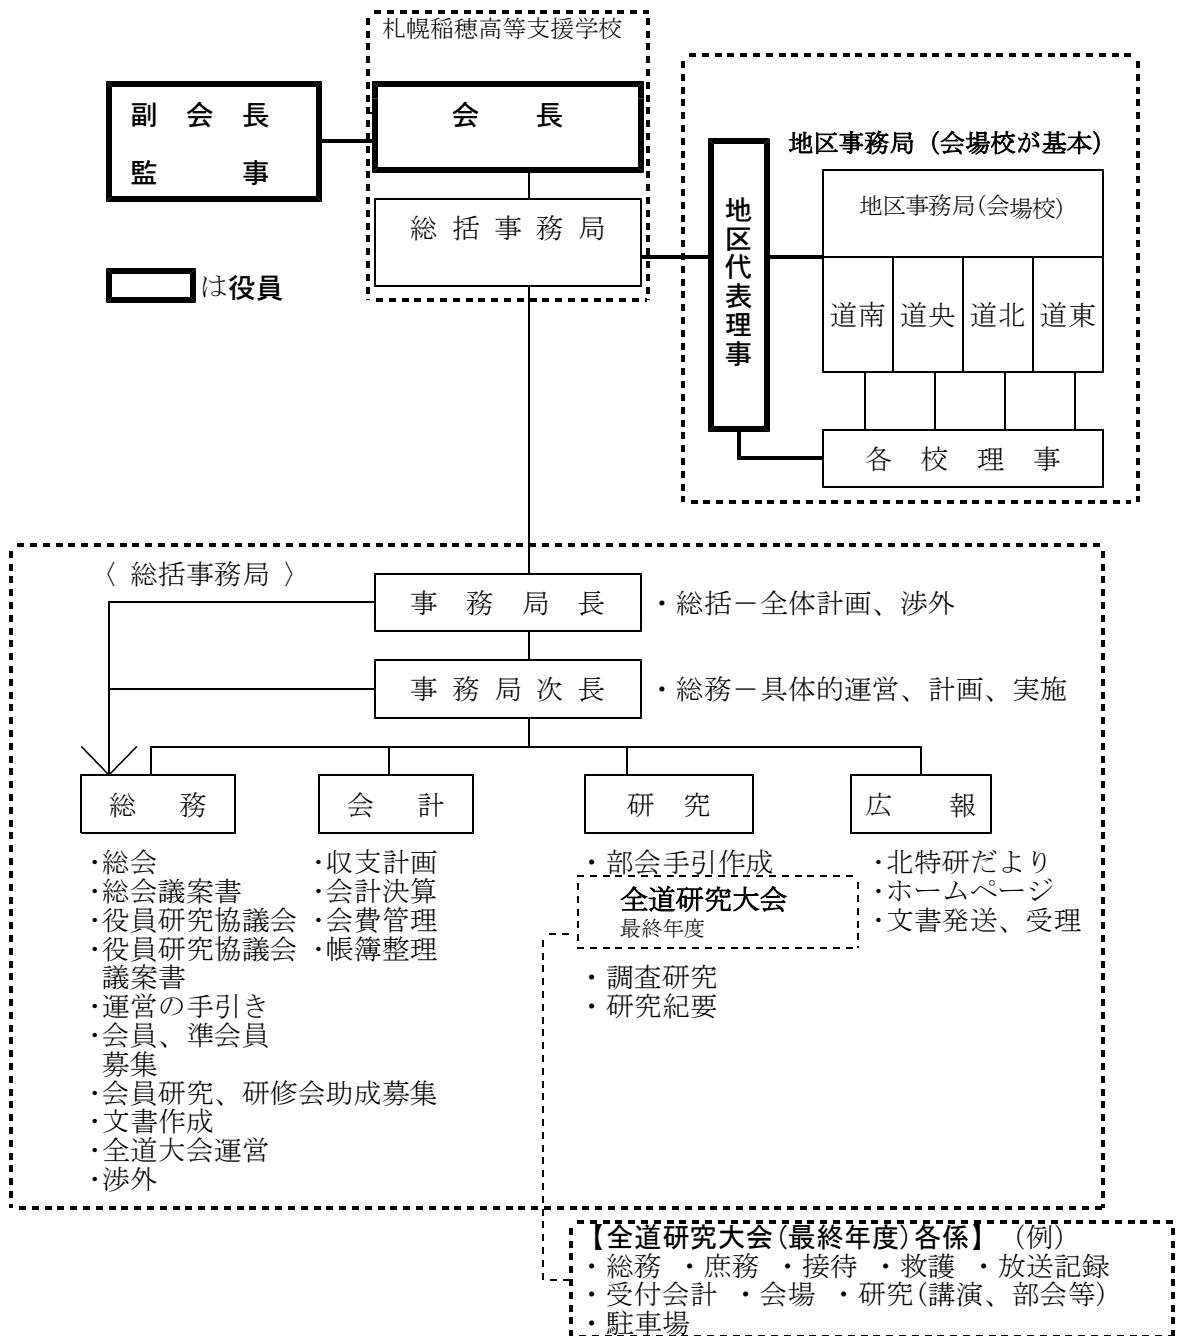 札幌稲穂高等支援学校
副会長
監事
会長
総括事務局
は役員
地区事務局（会場校が基本）
地区代表理事
地区事務局(会場校)
道南 道央 道北 道東
各校理事
〈 総括事務局 〉
事務局長
・総括－全体計画、渉外
事務局次長
・総務－具体的運営、計画、実施
総務
・総会
・総会議案書
・役員研究協議会
・役員研究協議会
議案書
・運営の手引き
・会員、準会員
募集
・会員研究、研修会助成募集
・文書作成
・全道大会運営
・渉外
会計
・収支計画
・会計決算
・会費管理
・帳簿整理
研究
・部会手引作成
全道研究大会
最終年度
・調査研究
・研究紀要
広報
・北特研だより
・ホームページ
・文書発送、受理
【全道研究大会(最終年度)各係】（例）
・総務 ・庶務 ・接待 ・救護 ・放送記録
・受付会計 ・会場 ・研究(講演、部会等)
・駐車場